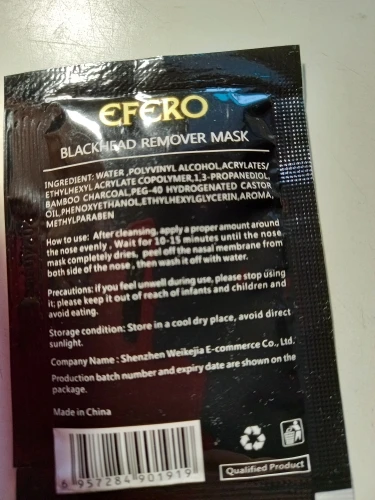 EFERO
BLACKHEAD REMOVER MASK
INGREDIENT: WATER ,POLYVINYL ALCOHOL,ACRYLATES/
ETHYLHEXYL ACRYLATE COPOLYMER,1,3-PROPANEDIOL,
BAMBOO CHARCOAL,PEG-40 HYDROGENATED CASTOR
OIL,PHENOXYETHANOL,ETHYLHEXYLGLYCERIN,AROMA,
METHYLPARABEN
How to use: After cleansing, apply a proper amount around
the nose evenly . Wait for 10-15 minutes until the nose
mask completely dries, peel off the nasal membrane from
both side of the nose , then wash it off with water.
Precautions: if you feel unwell during use, please stop using
it; please keep it out of reach of infants and children and
avoid eating.
Storage condition: Store in a cool dry place, avoid direct
sunlight.
Company Name : Shenzhen Weikejia E-commerce Co., Ltd.
Production batch number and expiry date are shown on the
package.
Made in China
6 957284 901919
Qualified Product